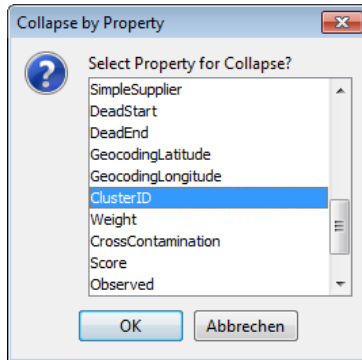 Collapse by Property
Select Property for Collapse?
SimpleSupplier
DeadStart
DeadEnd
GeocodingLatitude
GeocodingLongitude
ClusterID
Weight
CrossContamination
Score
Observed
OK
Abbrechen